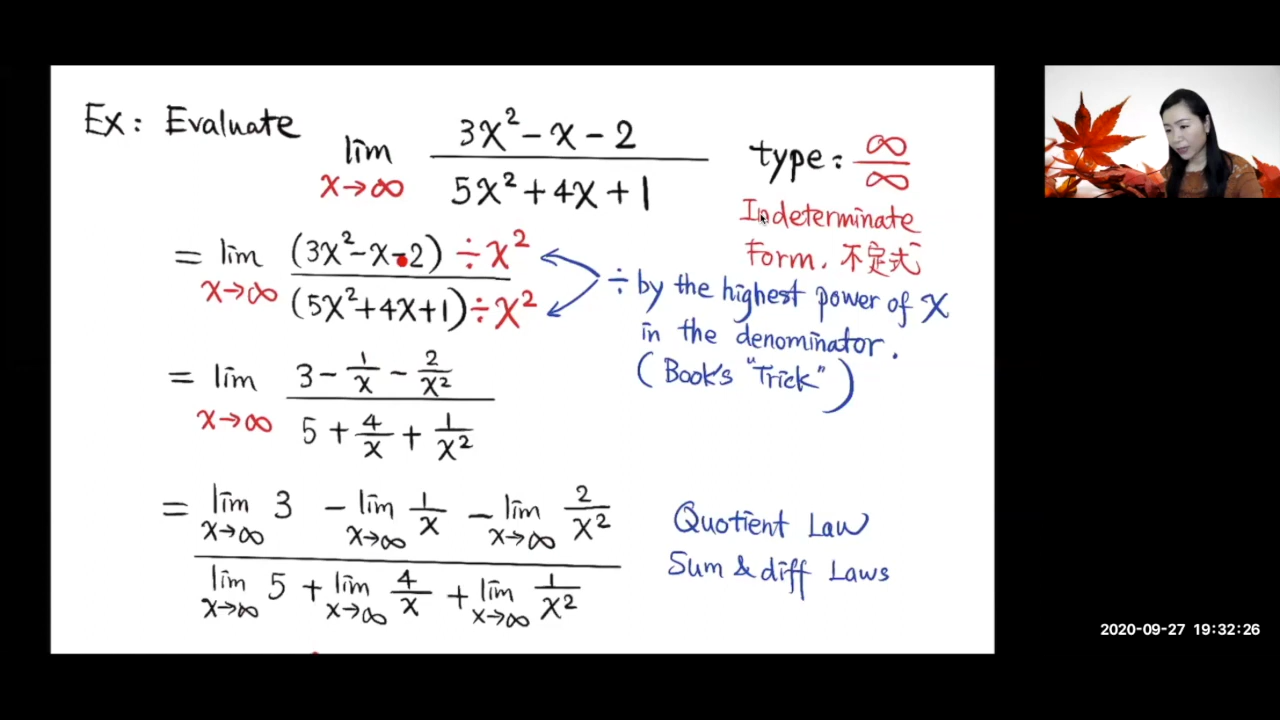 Ex: Evaluate
lim x→∞ (3x² - x - 2) / (5x² + 4x + 1)
type: ∞/∞
Indeterminate
Form. 不定式
= lim x→∞ (3x² - x - 2) ÷ x² / (5x² + 4x + 1) ÷ x²
÷ by the highest power of x
in the denominator.
(Book's "Trick")
= lim x→∞ (3 - 1/x - 2/x²) / (5 + 4/x + 1/x²)
= (lim x→∞ 3 - lim x→∞ 1/x - lim x→∞ 2/x²) / (lim x→∞ 5 + lim x→∞ 4/x + lim x→∞ 1/x²)
Quotient Law
Sum & diff Laws
2020-09-27 19:32:26